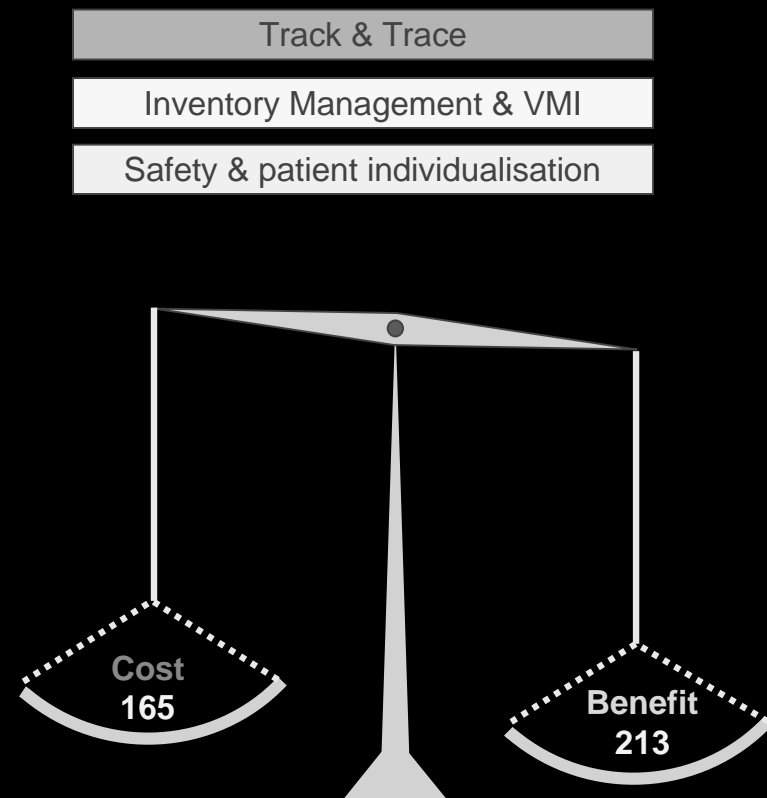 Track & Trace
Inventory Management & VMI
Safety & patient individualisation
Cost
165
Benefit
213